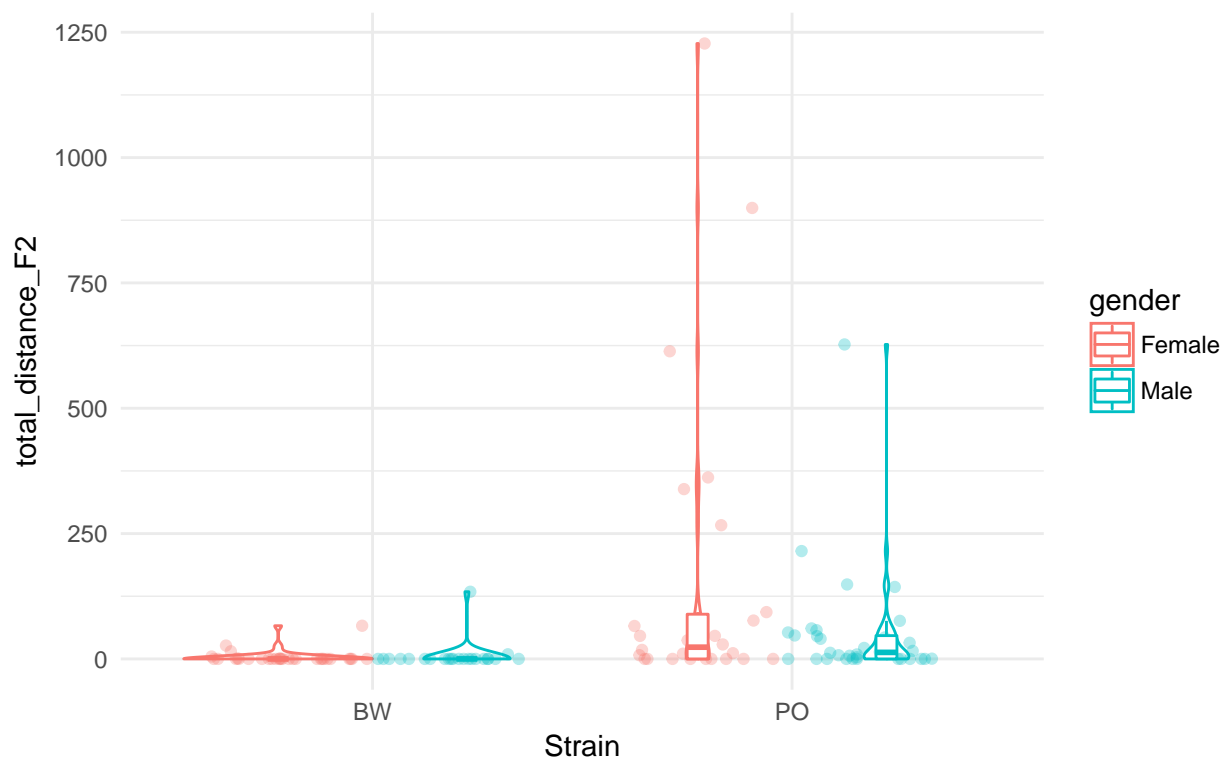 1250
1000
750
500
250
0
total_distance_F2
BW
PO
Strain
gender
Female
Male